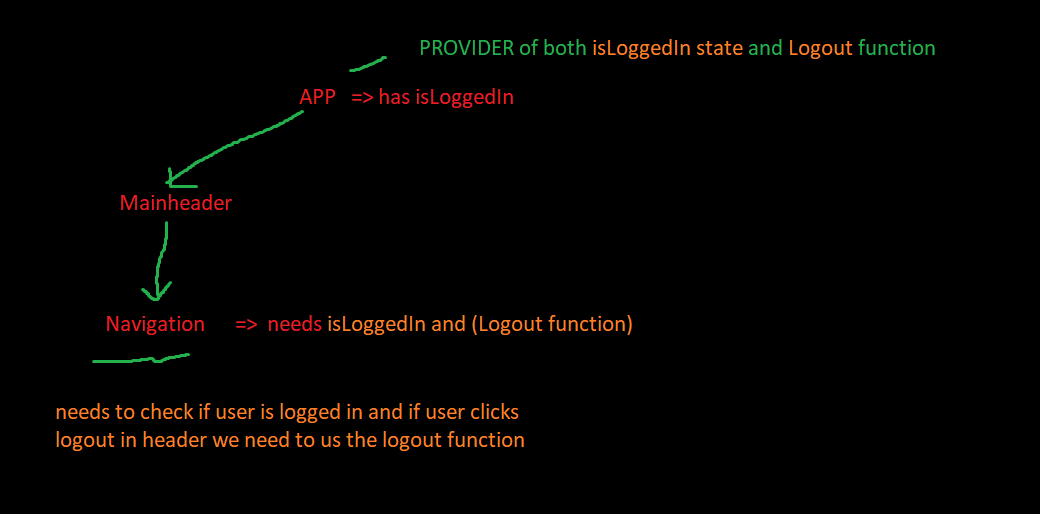 PROVIDER of both isLoggedIn state and Logout function
APP => has isLoggedIn
Mainheader
Navigation => needs isLoggedIn and (Logout function)
needs to check if user is logged in and if user clicks
logout in header we need to us the logout function